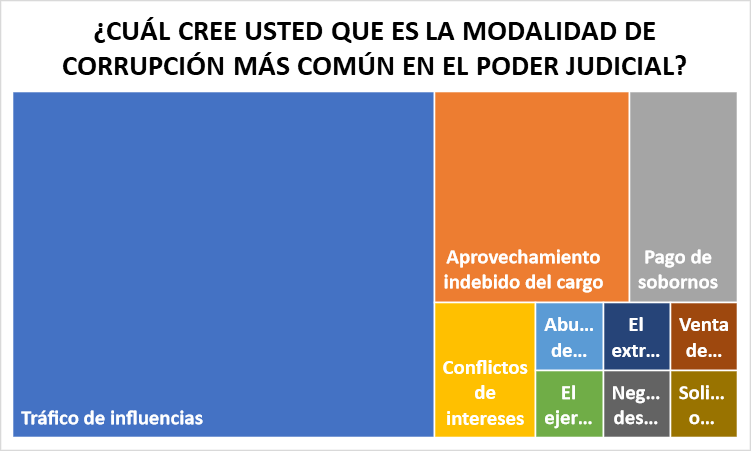 ¿CUÁL CREE USTED QUE ES LA MODALIDAD DE
CORRUPCIÓN MÁS COMÚN EN EL PODER JUDICIAL?
Tráfico de influencias
Aprovechamiento
indebido del cargo
Pago de
sobornos
Conflictos
de
intereses
Abu...
de...
El
extr...
Venta
de...
El
ejer...
Neg...
des...
Soli...
o...